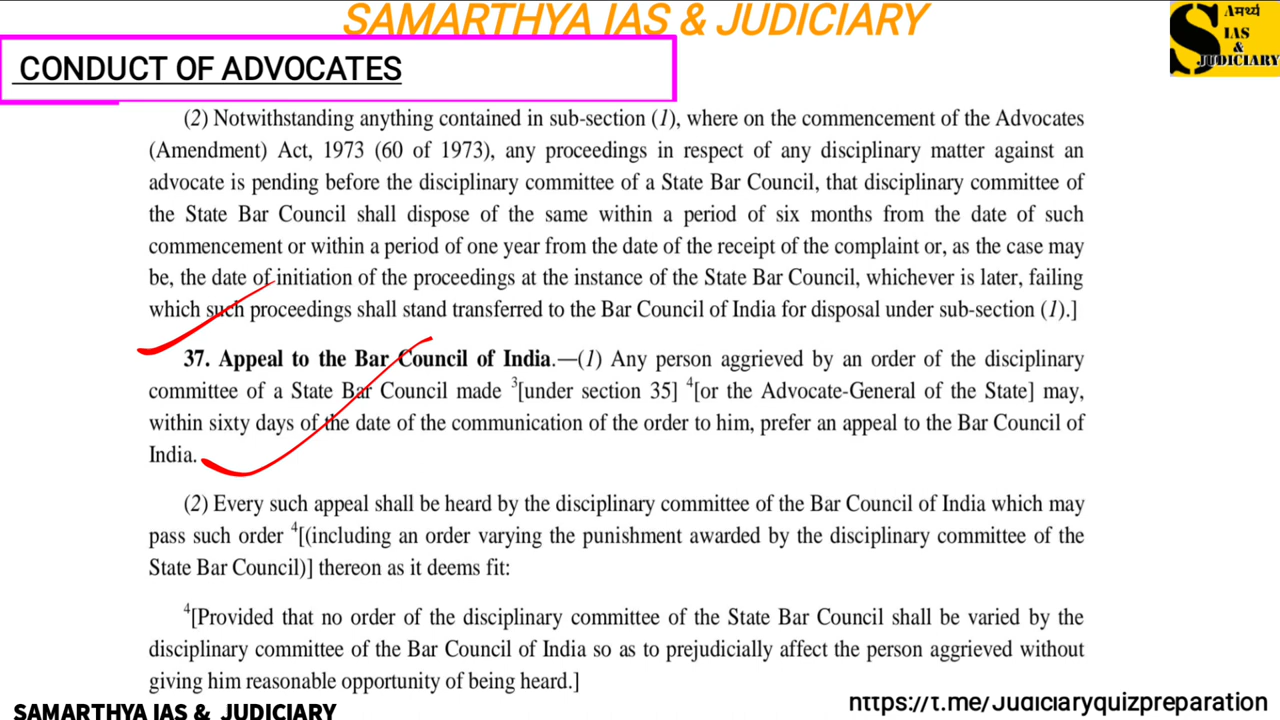 SAMARTHYA IAS & JUDICIARY
Aमर्थ्य
IAS
&
JUDICIARY
CONDUCT OF ADVOCATES
(2) Notwithstanding anything contained in sub-section (1), where on the commencement of the Advocates
(Amendment) Act, 1973 (60 of 1973), any proceedings in respect of any disciplinary matter against an
advocate is pending before the disciplinary committee of a State Bar Council, that disciplinary committee of
the State Bar Council shall dispose of the same within a period of six months from the date of such
commencement or within a period of one year from the date of the receipt of the complaint or, as the case may
be, the date of initiation of the proceedings at the instance of the State Bar Council, whichever is later, failing
which such proceedings shall stand transferred to the Bar Council of India for disposal under sub-section (1).]
37. Appeal to the Bar Council of India.—(1) Any person aggrieved by an order of the disciplinary
committee of a State Bar Council made 3[under section 35] 4[or the Advocate-General of the State] may,
within sixty days of the date of the communication of the order to him, prefer an appeal to the Bar Council of
India.
(2) Every such appeal shall be heard by the disciplinary committee of the Bar Council of India which may
pass such order 4[(including an order varying the punishment awarded by the disciplinary committee of the
State Bar Council)] thereon as it deems fit:
4[Provided that no order of the disciplinary committee of the State Bar Council shall be varied by the
disciplinary committee of the Bar Council of India so as to prejudicially affect the person aggrieved without
giving him reasonable opportunity of being heard.]
SAMARTHYA IAS & JUDICIARY
https://t.me/Judiciaryquizpreparation